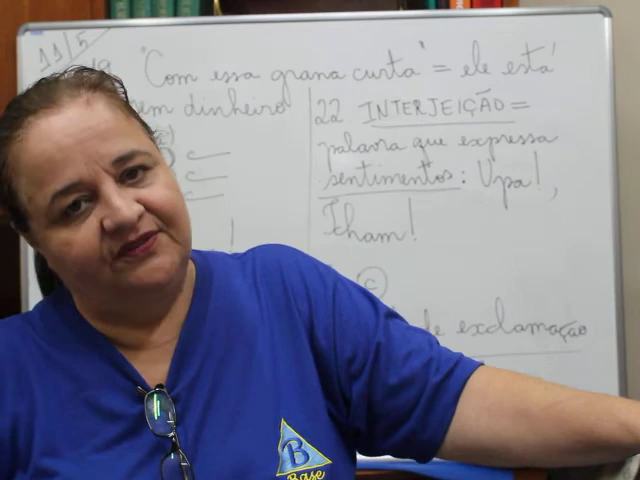 11/5
"Com essa grana curta" = ele está
sem dinheiro
22 INTERJEIÇÃO =
palavra que expressa
sentimentos: Upa!,
Tcham!
c
de exclamação
B
Base